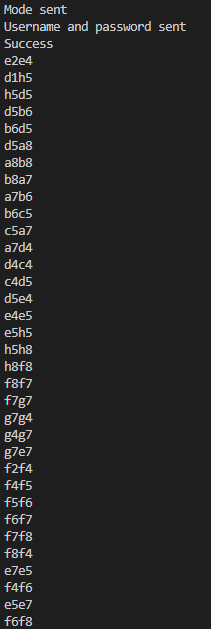 Mode sent
Username and password sent
Success
e2e4
d1h5
h5d5
d5b6
b6d5
d5a8
a8b8
b8a7
a7b6
b6c5
c5a7
a7d4
d4c4
c4d5
d5e4
e4e5
e5h5
h5h8
h8f8
f8f7
f7g7
g7g4
g4g7
g7e7
f2f4
f4f5
f5f6
f6f7
f7f8
f8f4
e7e5
f4f6
e5e7
f6f8